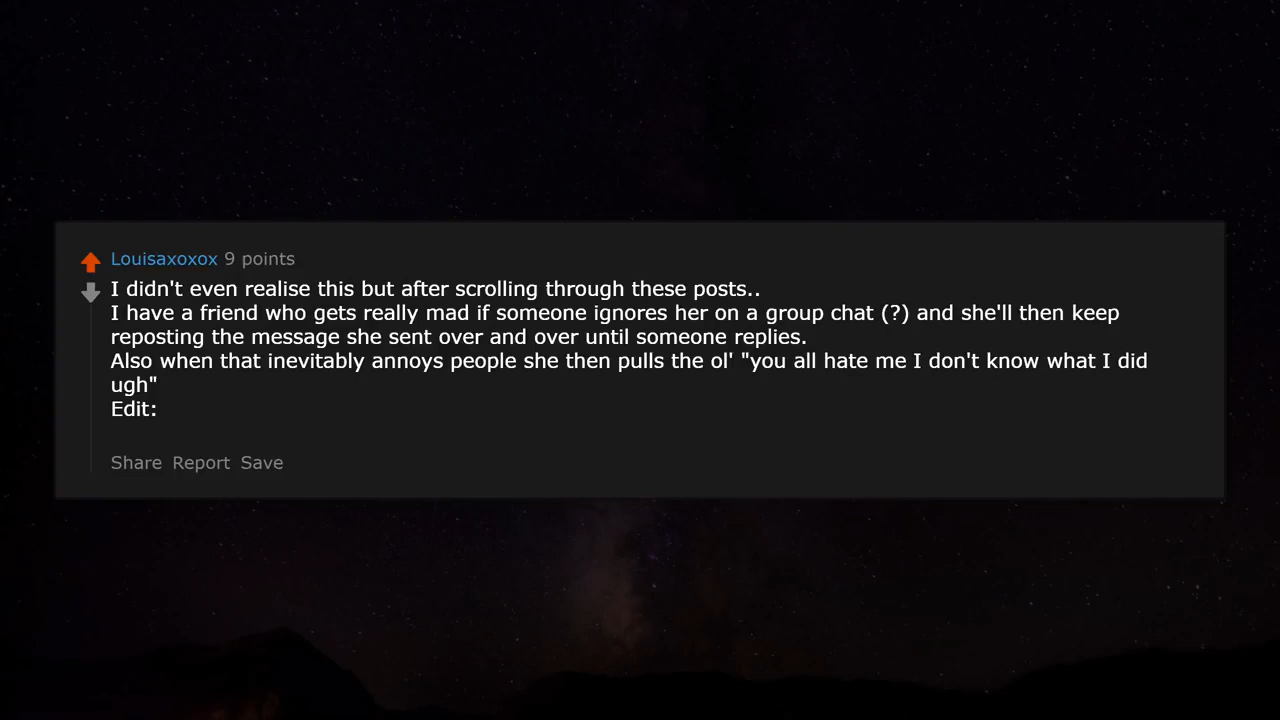 Louisaxoxox 9 points
I didn't even realise this but after scrolling through these posts..
I have a friend who gets really mad if someone ignores her on a group chat (?) and she'll then keep
reposting the message she sent over and over until someone replies.
Also when that inevitably annoys people she then pulls the ol' "you all hate me I don't know what I did
ugh"
Edit:
Share Report Save